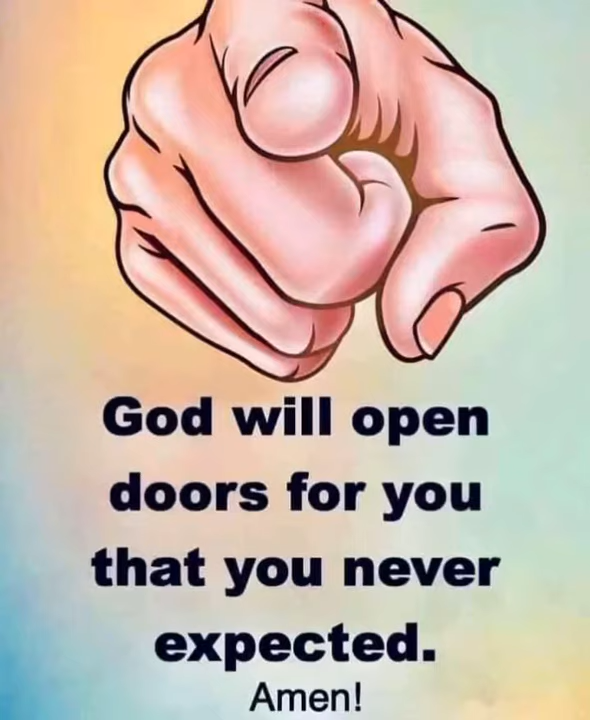 God will open
doors for you
that you never
expected.
Amen!